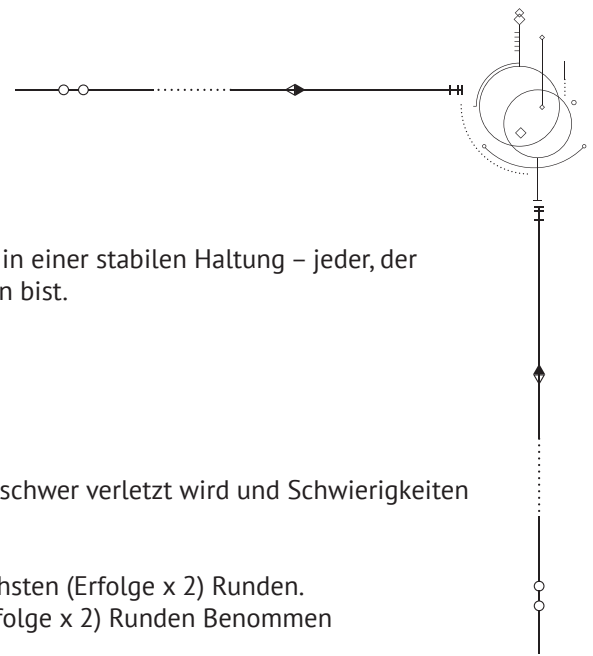 in einer stabilen Haltung – jeder, der
n bist.
schwer verletzt wird und Schwierigkeiten
hsten (Erfolge x 2) Runden.
folge x 2) Runden Benommen